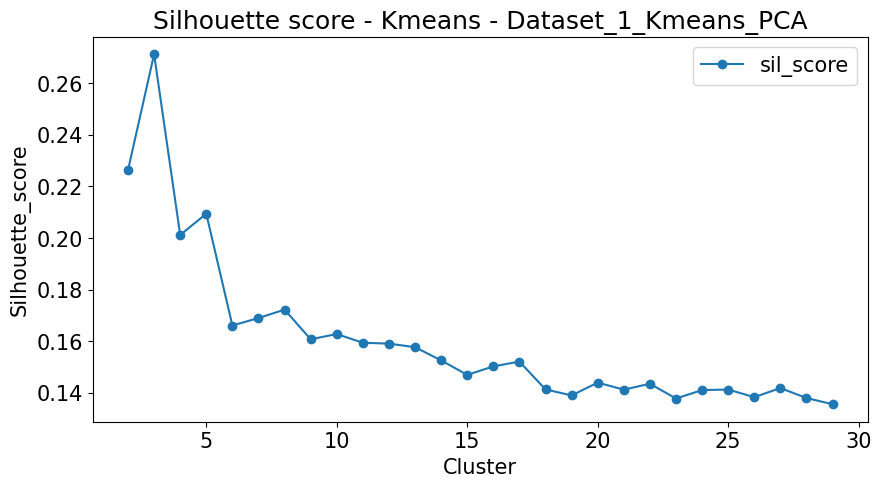 Silhouette score - Kmeans - Dataset_1_Kmeans_PCA
sil_score
Silhouette_score
0.26
0.24
0.22
0.20
0.18
0.16
0.14
5 10 15 20 25 30
Cluster